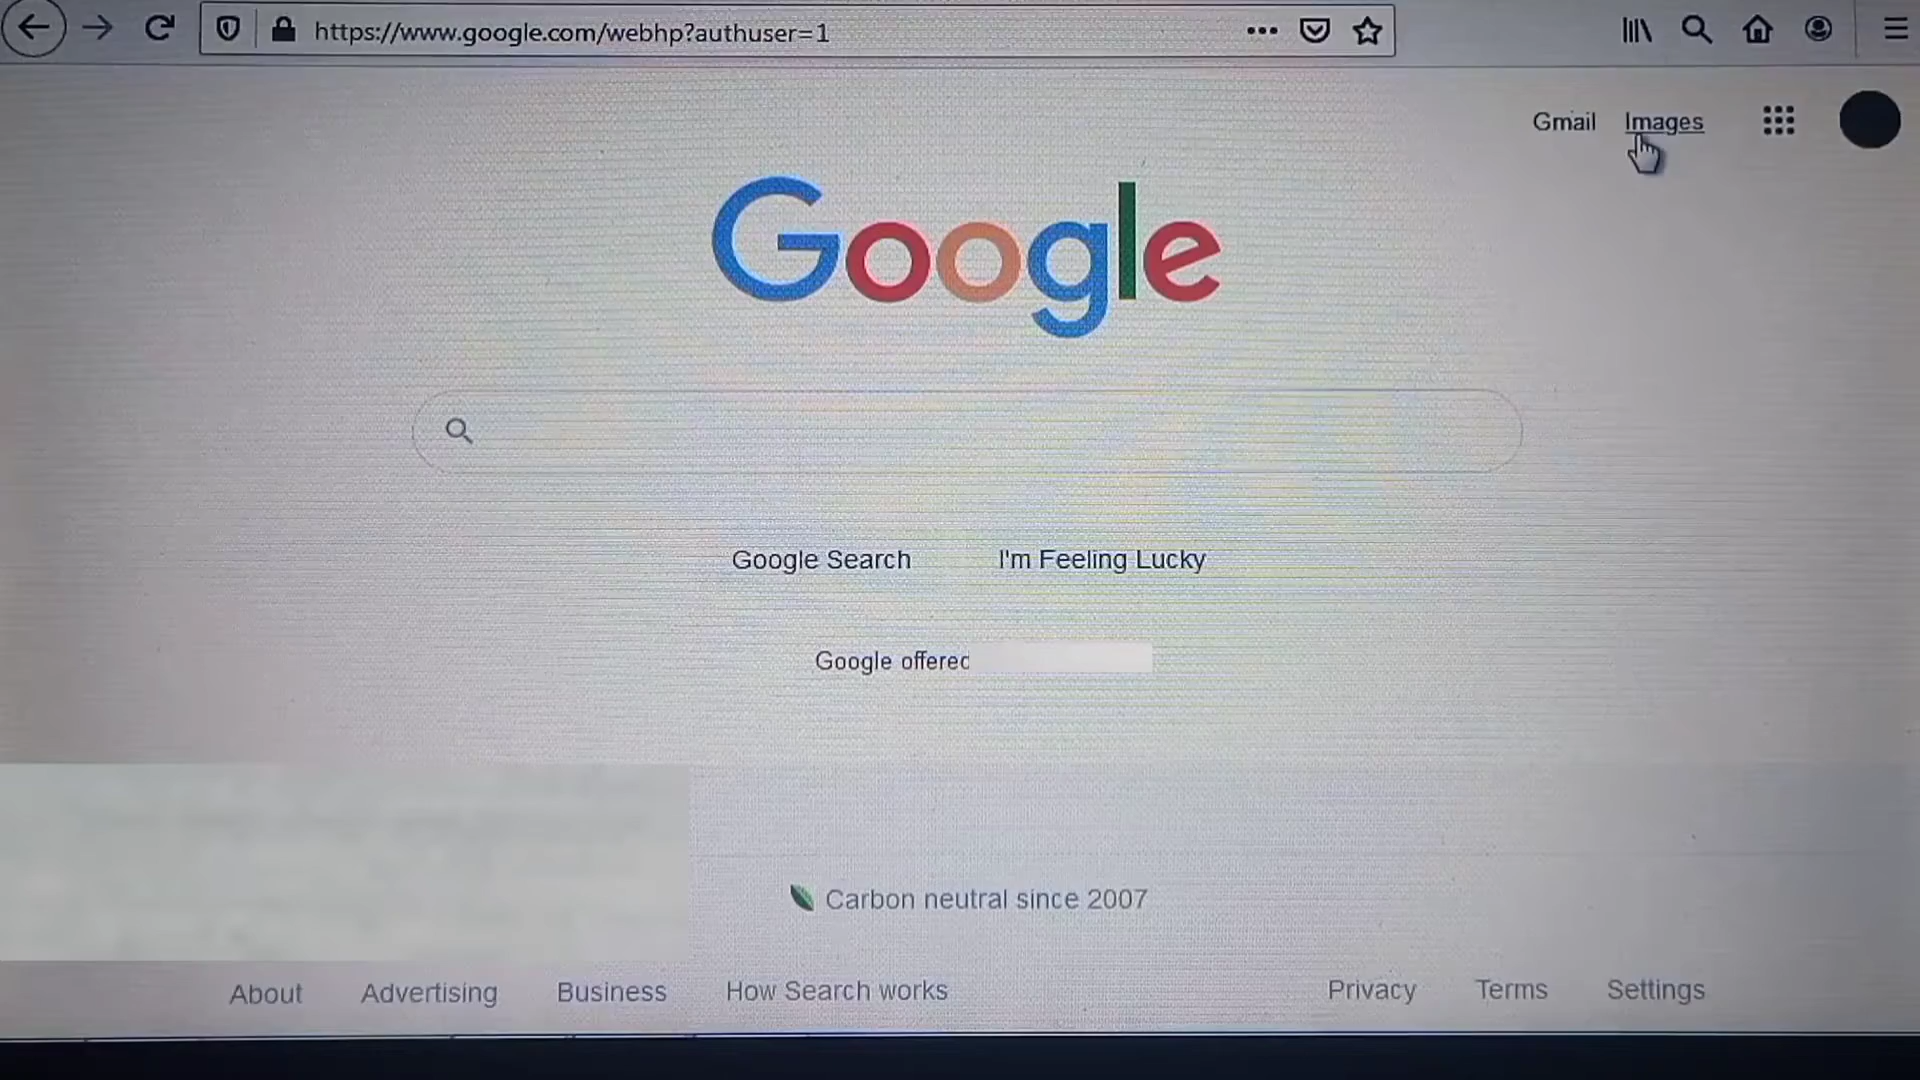 https://www.google.com/webhp?authuser=1
Gmail Images
Google
Google Search I'm Feeling Lucky
Google offered
Carbon neutral since 2007
About Advertising Business How Search works Privacy Terms Settings